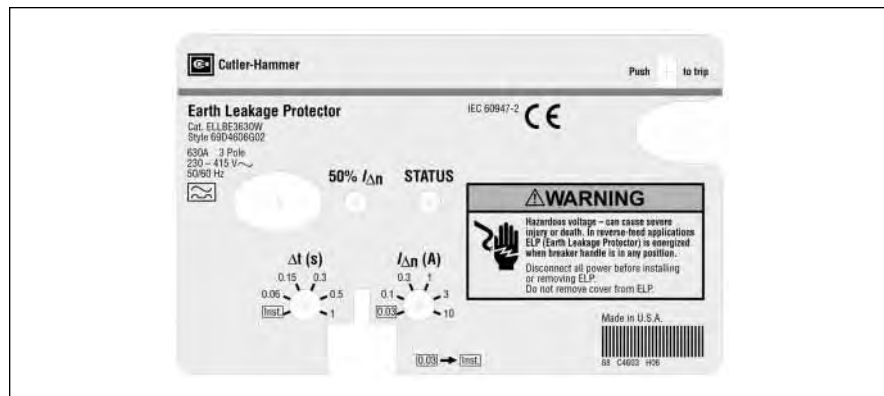 Cutler-Hammer
Push to trip
Earth Leakage Protector
Cat. ELLBE3630W
Style 69D4606G02
630A 3 Pole
230 – 415 V~
50/60 Hz
IEC 60947-2 CE
50% I∆n STATUS
⚠WARNING
Hazardous voltage – can cause severe
injury or death. In reverse-feed applications
ELP (Earth Leakage Protector) is energized
when breaker handle is in any position.
Disconnect all power before installing
or removing ELP.
Do not remove cover from ELP.
∆t (s)
0.15 0.3
0.06 0.5
Inst. 1
I∆n (A)
0.3 1
0.1 3
0.03 10
0.03 → Inst.
Made in U.S.A.
68 C4603 H06